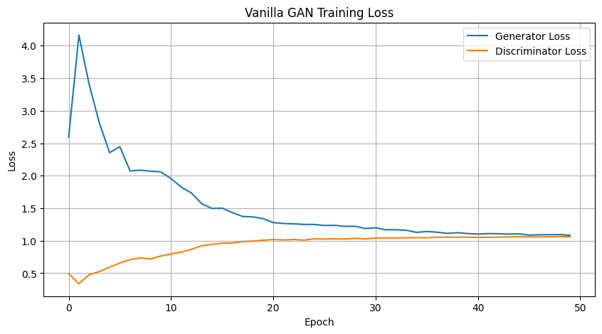 Vanilla GAN Training Loss
Generator Loss
Discriminator Loss
4.0
3.5
3.0
2.5
2.0
1.5
1.0
0.5
Loss
0 10 20 30 40 50
Epoch